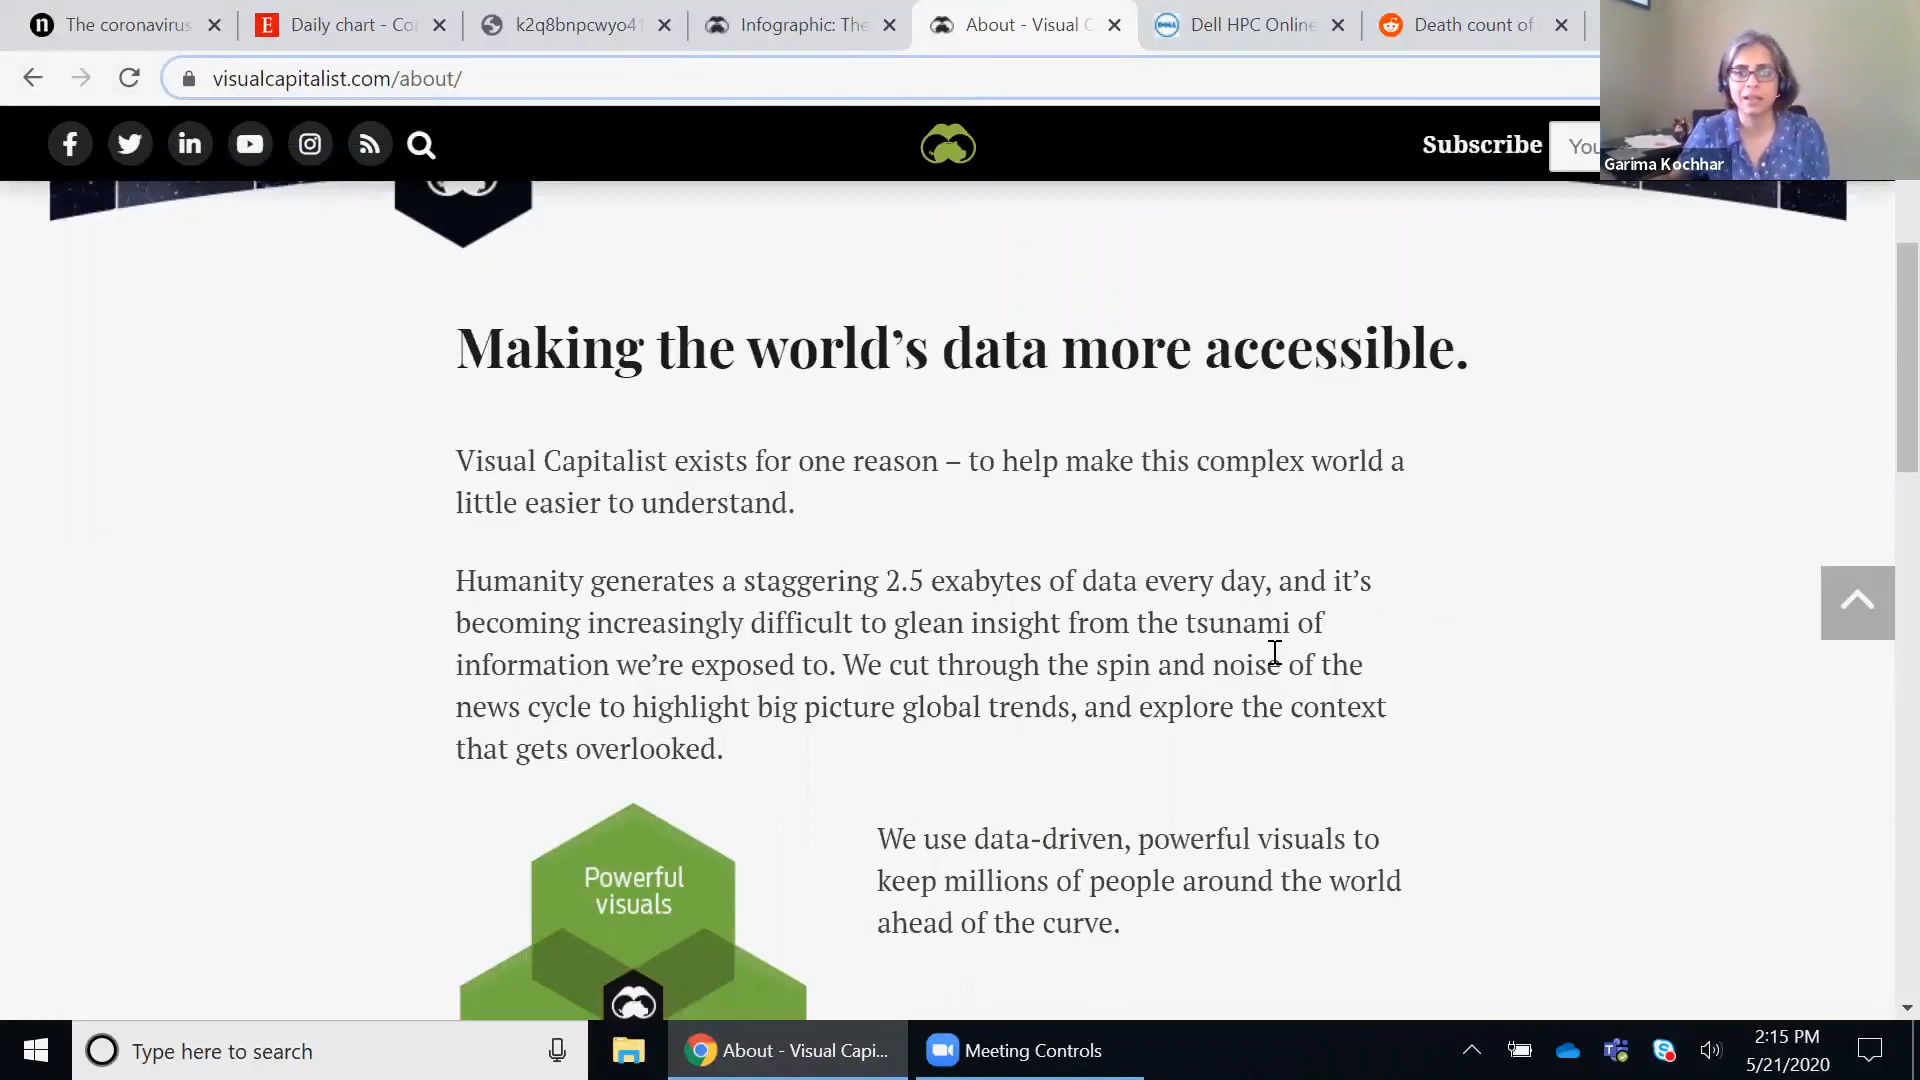 n The coronavirus
E Daily chart - Co
k2q8bnpcwyo4
Infographic: The
About - Visual C
DELL Dell HPC Online
Death count of
visualcapitalist.com/about/
Subscribe
You
Garima Kochhar
Making the world’s data more accessible.
Visual Capitalist exists for one reason – to help make this complex world a
little easier to understand.
Humanity generates a staggering 2.5 exabytes of data every day, and it’s
becoming increasingly difficult to glean insight from the tsunami of
information we’re exposed to. We cut through the spin and noise of the
news cycle to highlight big picture global trends, and explore the context
that gets overlooked.
Powerful
visuals
We use data-driven, powerful visuals to
keep millions of people around the world
ahead of the curve.
Type here to search
About - Visual Capi...
Meeting Controls
2:15 PM
5/21/2020